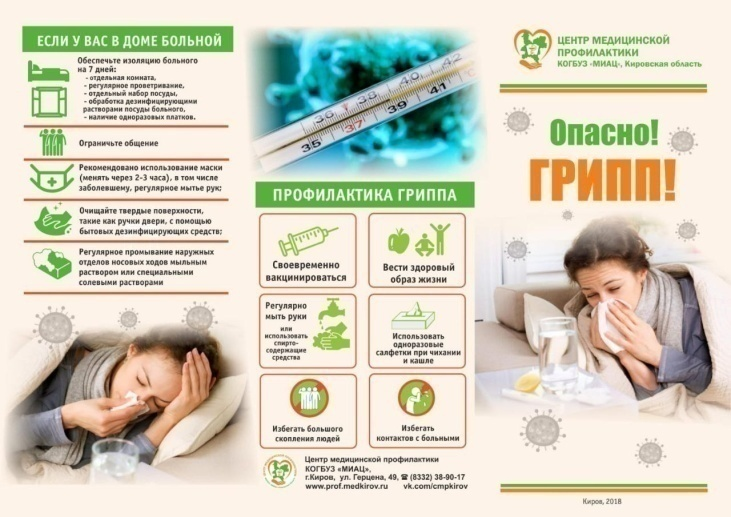 ЕСЛИ У ВАС В ДОМЕ БОЛЬНОЙ
Обеспечьте изоляцию больного
на 7 дней:
- отдельная комната,
- регулярное проветривание,
- отдельный набор посуды,
- обработка дезинфицирующими
растворами посуды больного,
- наличие одноразовых платков.
Ограничьте общение
Рекомендовано использование маски
(менять через 2-3 часа), в том числе
заболевшему, регулярное мытье рук;
Очищайте твердые поверхности,
такие как ручки двери, с помощью
бытовых дезинфицирующих средств;
Регулярное промывание наружных
отделов носовых ходов мыльным
раствором или специальными
солевыми растворами
35 36 37 38 39 40 41 42
ПРОФИЛАКТИКА ГРИППА
Своевременно
вакцинироваться
Вести здоровый
образ жизни
Регулярно
мыть руки
или
использовать
спирто-
содержащие
средства
Использовать
одноразовые
салфетки при чихании
и кашле
Избегать большого
скопления людей
Избегать
контактов с больными
Центр медицинской профилактики
КОГБУЗ «МИАЦ»,
г.Киров, ул. Герцена, 49, ☎ (8332) 38-90-17
www.prof.medkirov.ru vk.com/cmpkirov
ЦЕНТР МЕДИЦИНСКОЙ
ПРОФИЛАКТИКИ
КОГБУЗ «МИАЦ», Кировская область
Опасно!
ГРИПП!
Киров, 2018